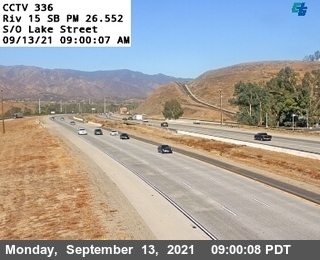 CCTV 336
Riv 15 SB PM 26.552
S/O Lake Street
09/13/21 09:00:07 AM
Monday, September 13, 2021 09:00:08 PDT